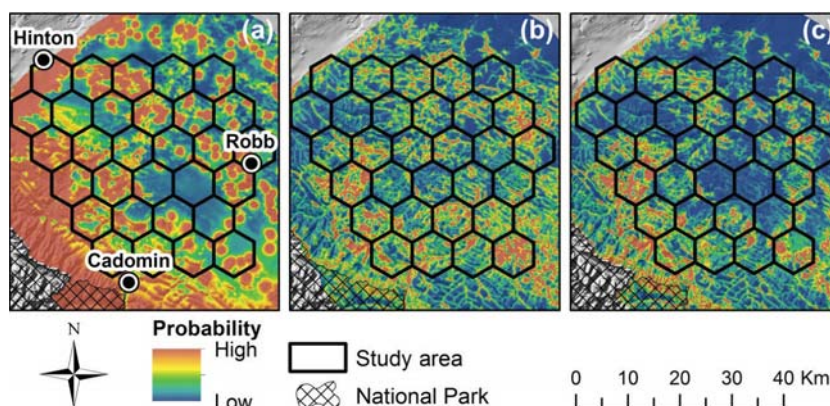 (a)
(b)
(c)
Hinton
Robb
Cadomin
N
Probability
High
Low
Study area
National Park
0 10 20 30 40 Km